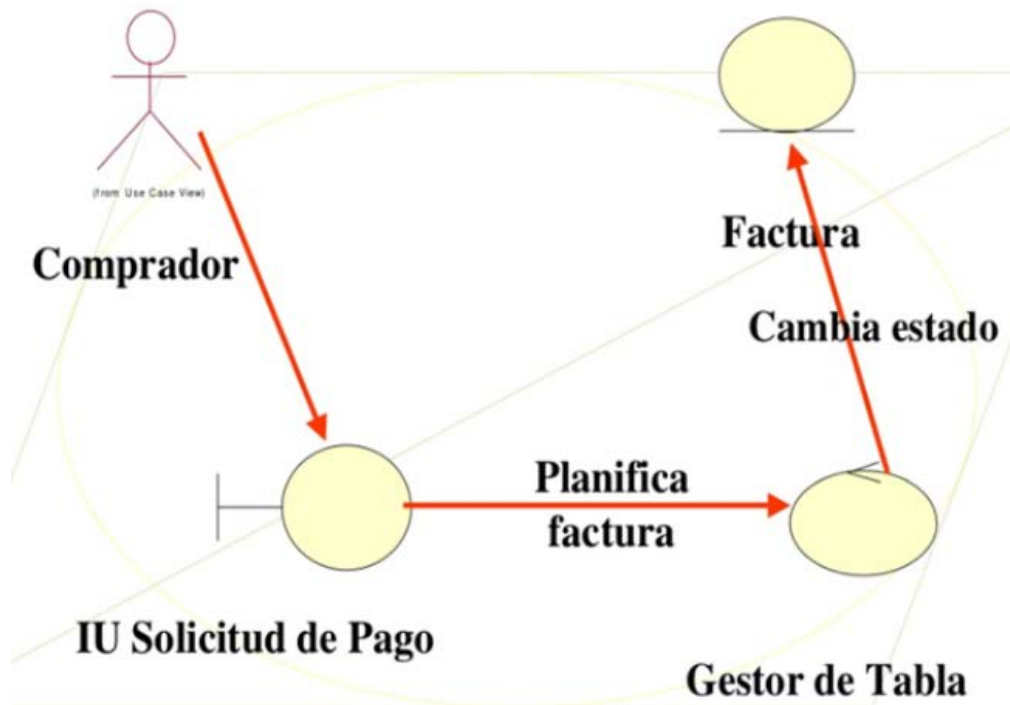 (from Use Case View)
Comprador
Factura
Cambia estado
Planifica
factura
IU Solicitud de Pago
Gestor de Tabla